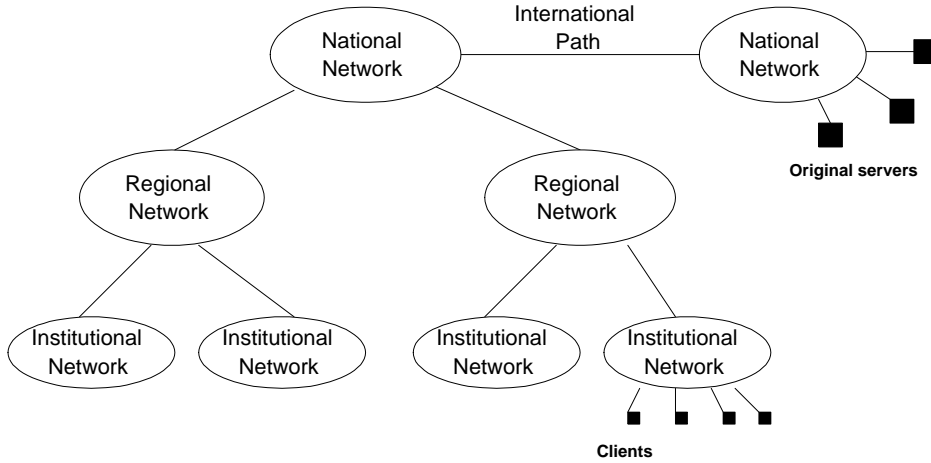 International
Path
National
Network
National
Network
Original servers
Regional
Network
Regional
Network
Institutional
Network
Institutional
Network
Institutional
Network
Institutional
Network
Clients